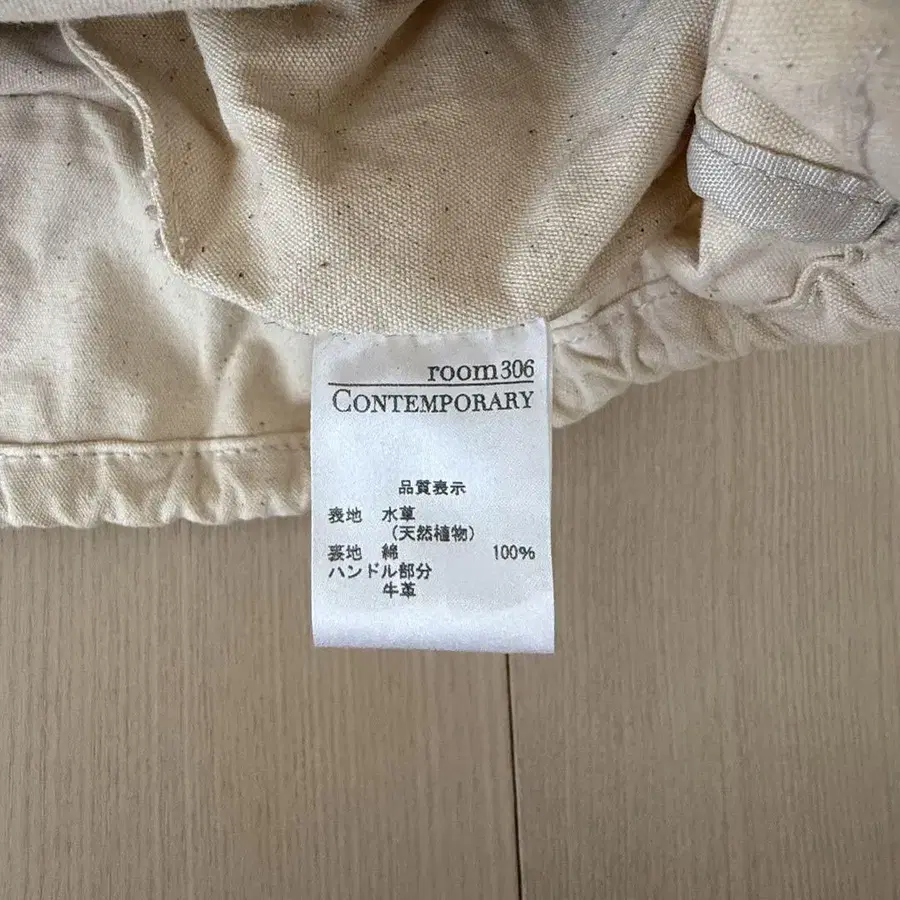 room306
CONTEMPORARY
品質表示
表地 水草
(天然植物)
裏地 綿 100%
ハンドル部分
牛革